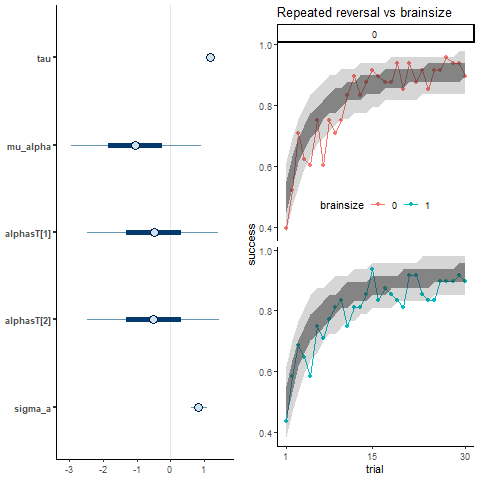 tau
mu_alpha
alphasT[1]
alphasT[2]
sigma_a
-3 -2 -1 0 1
Repeated reversal vs brainsize
0
1.0
0.8
0.6
0.4
brainsize 0 1
success
1.0
0.8
0.6
0.4
1 15 30
trial